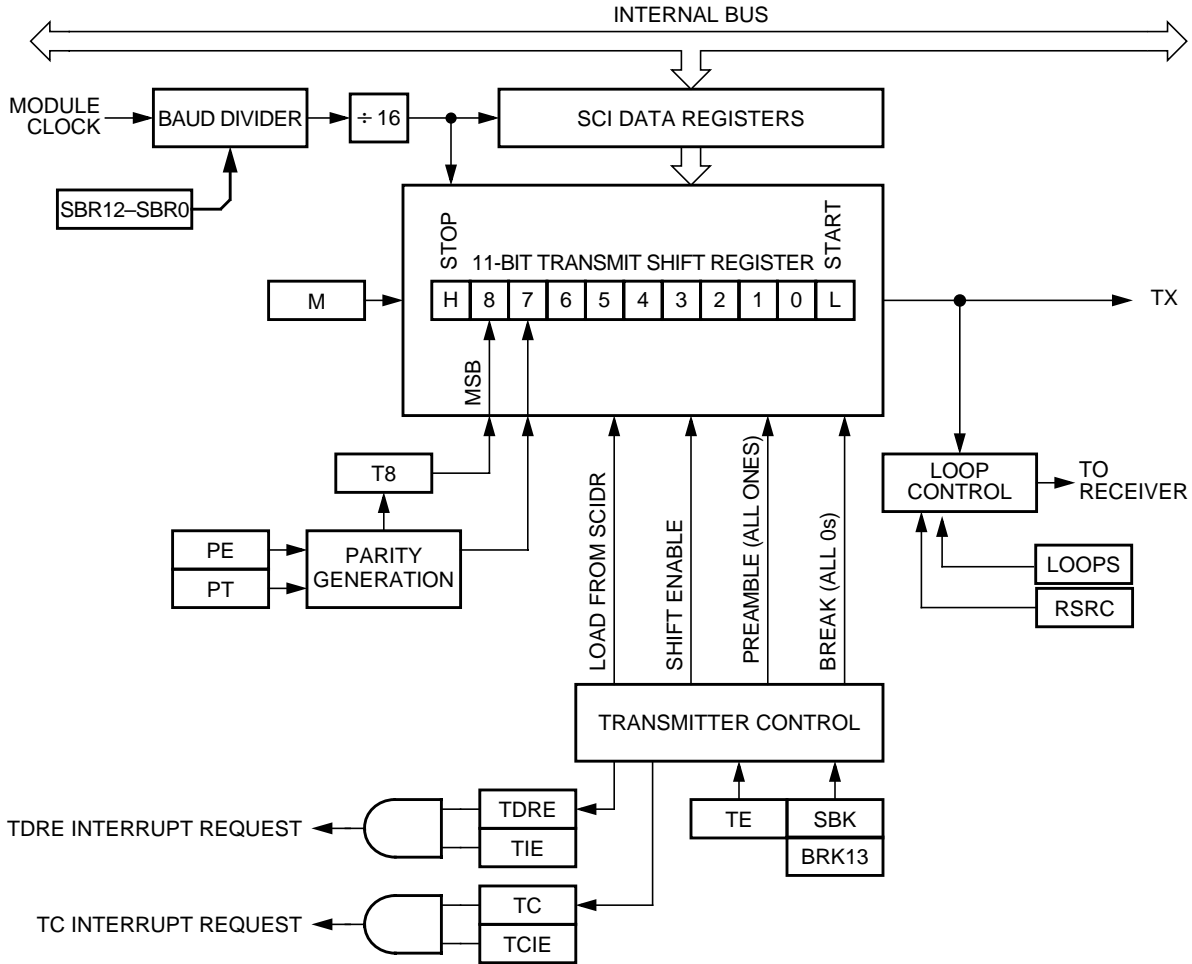 INTERNAL BUS
MODULE
CLOCK
BAUD DIVIDER
÷ 16
SCI DATA REGISTERS
SBR12–SBR0
STOP
11-BIT TRANSMIT SHIFT REGISTER
START
M
H 8 7 6 5 4 3 2 1 0 L
TX
MSB
T8
LOOP
CONTROL
TO
RECEIVER
PE
PT
PARITY
GENERATION
LOAD FROM SCIDR
SHIFT ENABLE
PREAMBLE (ALL ONES)
BREAK (ALL 0s)
LOOPS
RSRC
TRANSMITTER CONTROL
TDRE INTERRUPT REQUEST
TDRE
TIE
TE
SBK
BRK13
TC INTERRUPT REQUEST
TC
TCIE